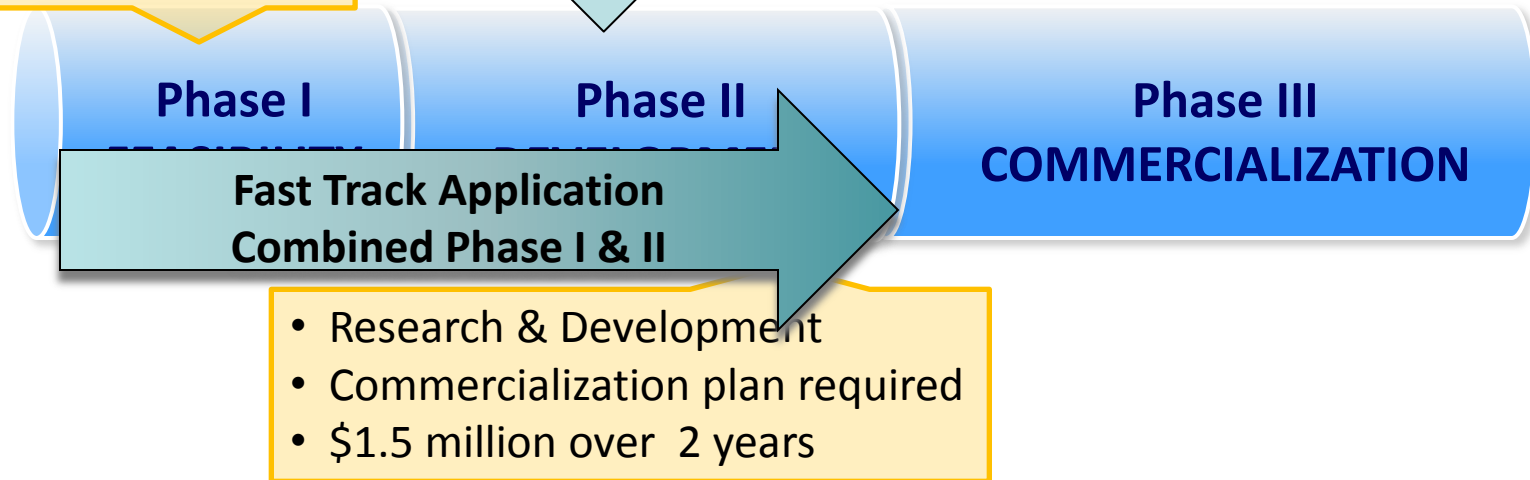 Phase I
Phase II
Phase III
FEASIBILITY
COMMERCIALIZATION
Fast Track Application
Combined Phase I & II
• Research & Development
• Commercialization plan required
• $1.5 million over 2 years